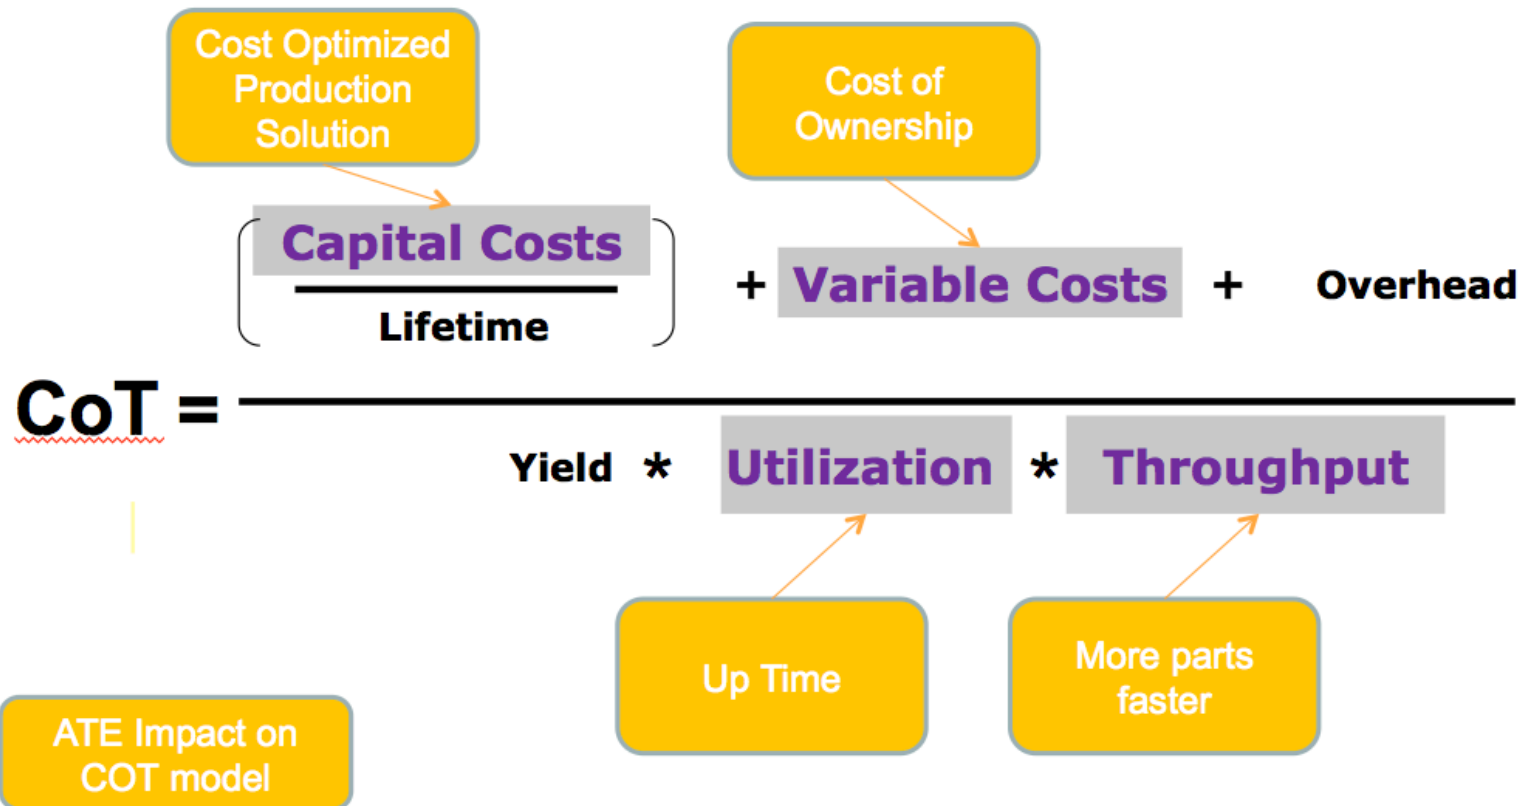 Cost Optimized
Production
Solution
Cost of
Ownership
Capital Costs
Lifetime
+ Variable Costs + Overhead
CoT =
Yield * Utilization * Throughput
Up Time
More parts
faster
ATE Impact on
COT model